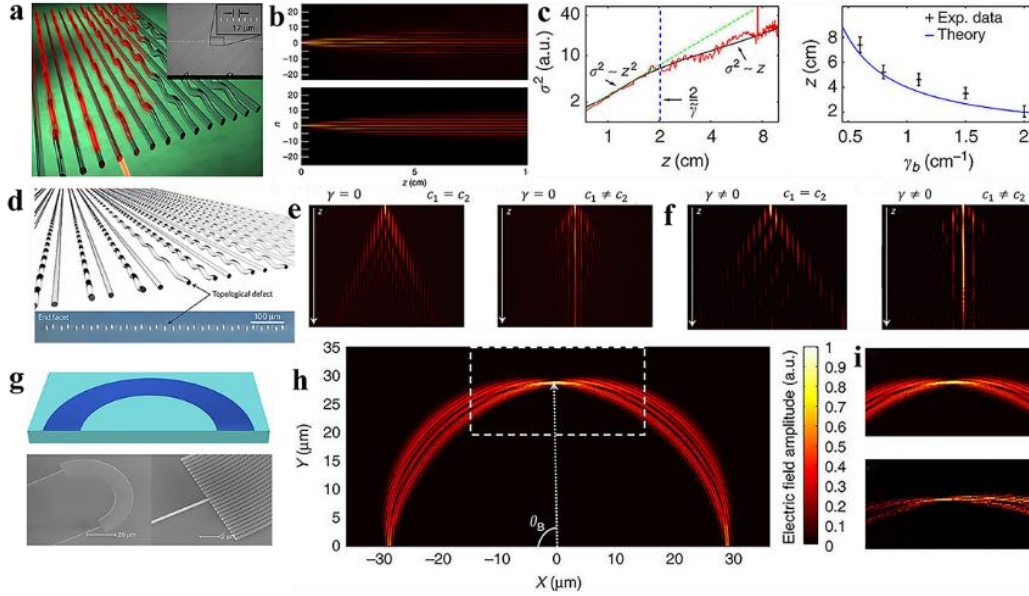 a
17 μm
b
20
10
0
-10
-20
20
10
0
-10
-20
n
0
5
1
z (cm)
c
σ² (a.u.)
40
10
2
σ² ~ z²
σ² ~ z
2/γ̃
1
2
4
8
z (cm)
z (cm)
8
6
4
2
0
+ Exp. data
— Theory
0.5
1
1.5
2
γb (cm⁻¹)
d
Topological defect
End facet
100 μm
e
γ = 0 c₁ = c₂
z
γ = 0 c₁ ≠ c₂
z
f
γ ≠ 0 c₁ = c₂
z
γ ≠ 0 c₁ ≠ c₂
z
g
20 μm
h
Y (μm)
35
30
25
20
15
10
5
0
θB
−30
−20
−10
0
10
20
30
X (μm)
Electric field amplitude (a.u.)
1
0.9
0.8
0.7
0.6
0.5
0.4
0.3
0.2
0.1
0
i